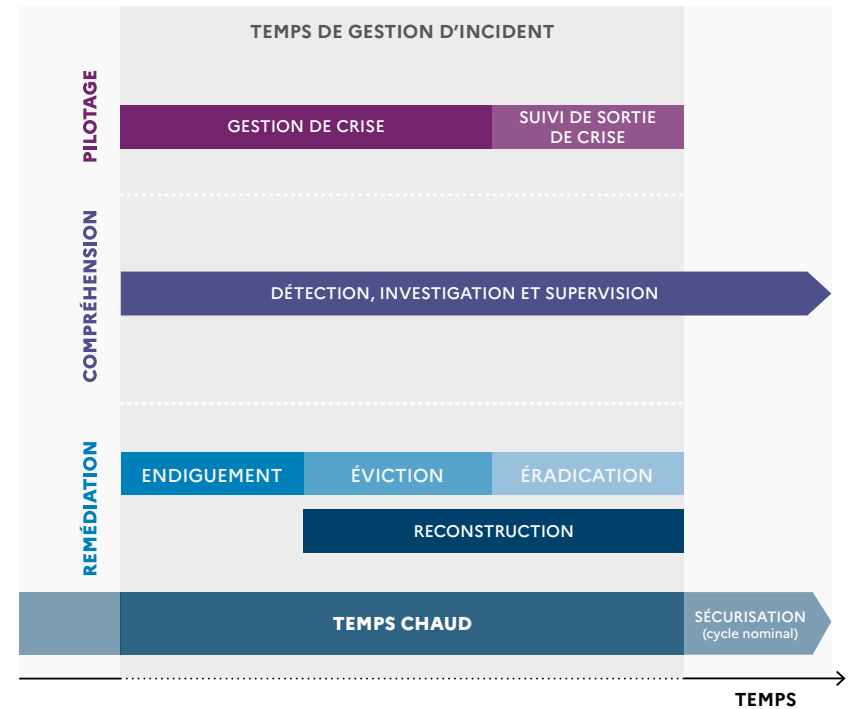 TEMPS DE GESTION D'INCIDENT
PILOTAGE
GESTION DE CRISE
SUIVI DE SORTIE
DE CRISE
COMPRÉHENSION
DÉTECTION, INVESTIGATION ET SUPERVISION
REMÉDIATION
ENDIGUEMENT
ÉVICTION
ÉRADICATION
RECONSTRUCTION
TEMPS CHAUD
SÉCURISATION
(cycle nominal)
TEMPS